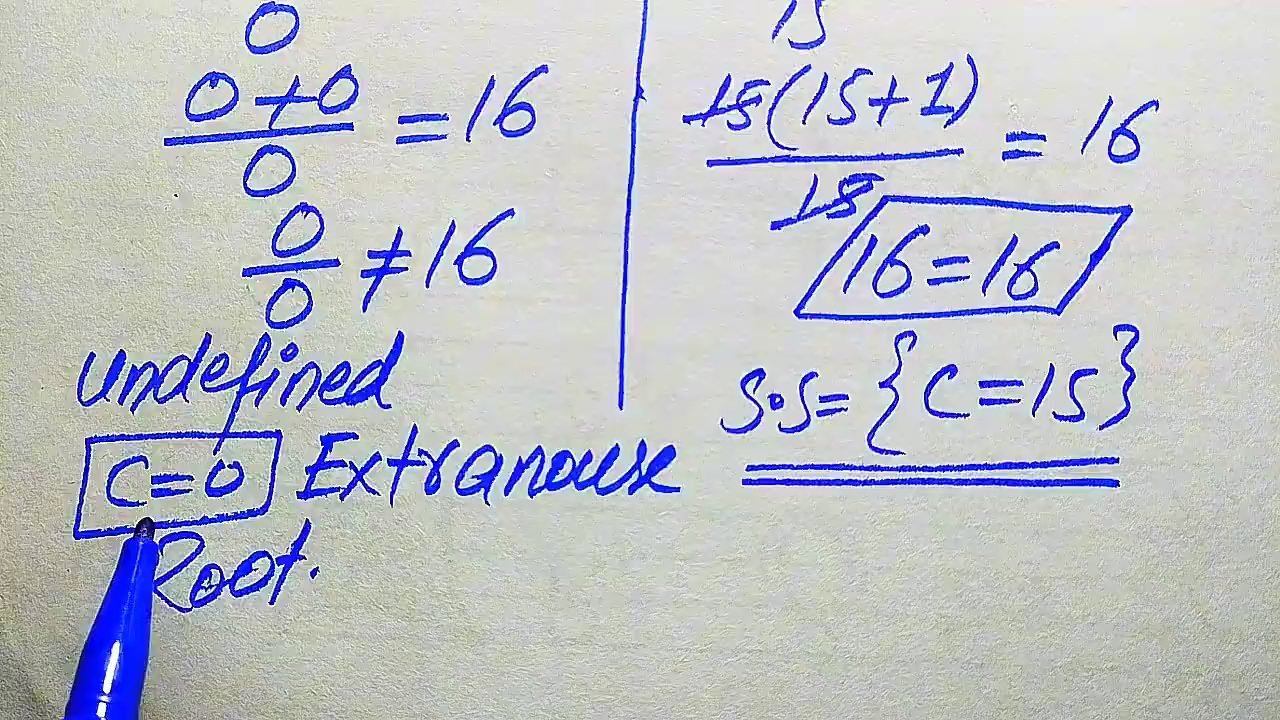 0
0+0/0 = 16
0/0 ≠ 16
undefined
C=0 Extranouse
Root.
15
15(15+1)/15 = 16
16=16
S.S= {C=15}